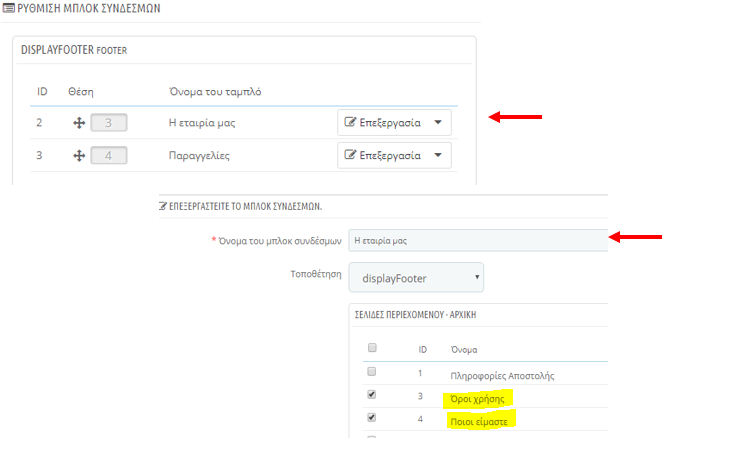 ΡΥΘΜΙΣΗ ΜΠΛΟΚ ΣΥΝΔΕΣΜΩΝ
DISPLAYFOOTER FOOTER
ID Θέση Όνομα του ταμπλό
2 3 Η εταιρία μας Επεξεργασία
3 4 Παραγγελίες Επεξεργασία
ΕΠΕΞΕΡΓΑΣΤΕΙΤΕ ΤΟ ΜΠΛΟΚ ΣΥΝΔΕΣΜΩΝ.
* Όνομα του μπλοκ συνδέσμων Η εταιρία μας
Τοποθέτηση displayFooter
ΣΕΛΙΔΕΣ ΠΕΡΙΕΧΟΜΕΝΟΥ - ΑΡΧΙΚΗ
ID Όνομα
1 Πληροφορίες Αποστολής
3 Όροι χρήσης
4 Ποιοι είμαστε